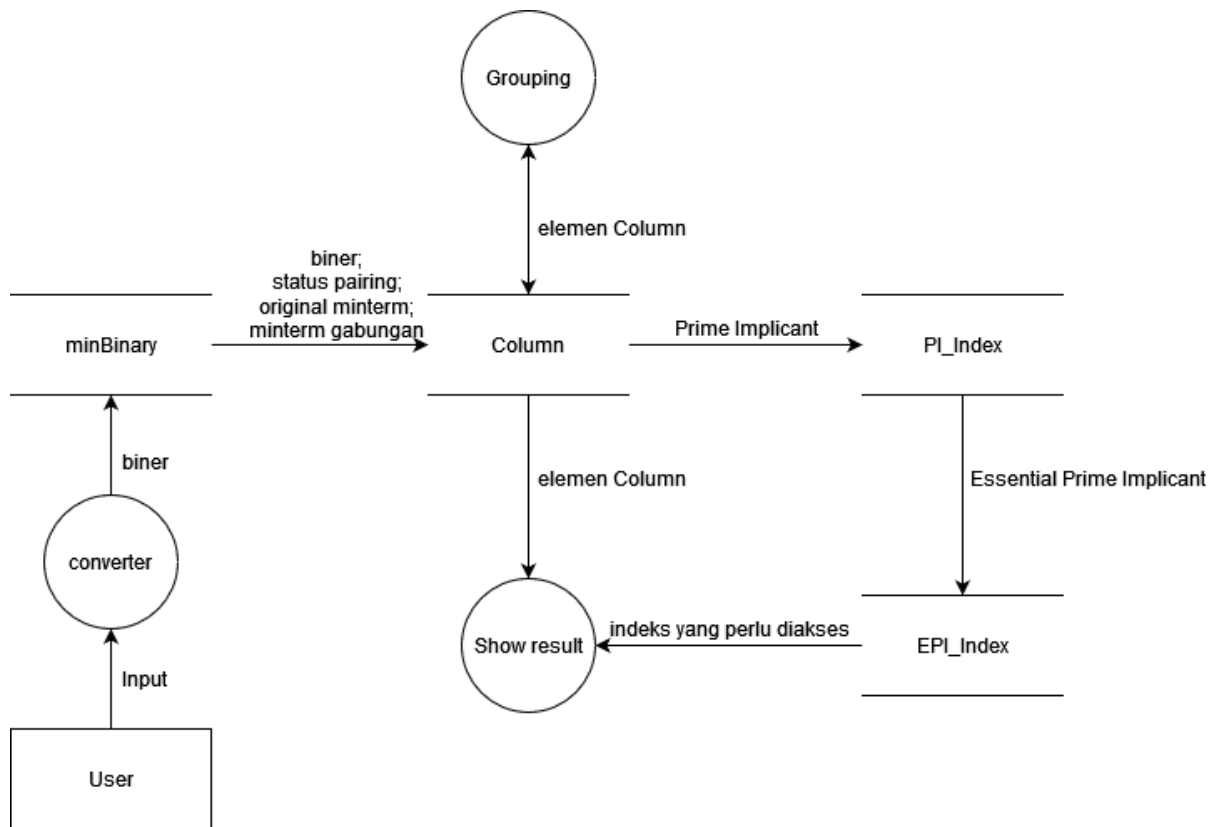 Grouping
elemen Column
biner;
status pairing;
original minterm;
minterm gabungan
minBinary
Column
Prime Implicant
PI_Index
biner
elemen Column
Essential Prime Implicant
converter
Show result
indeks yang perlu diakses
EPI_Index
Input
User